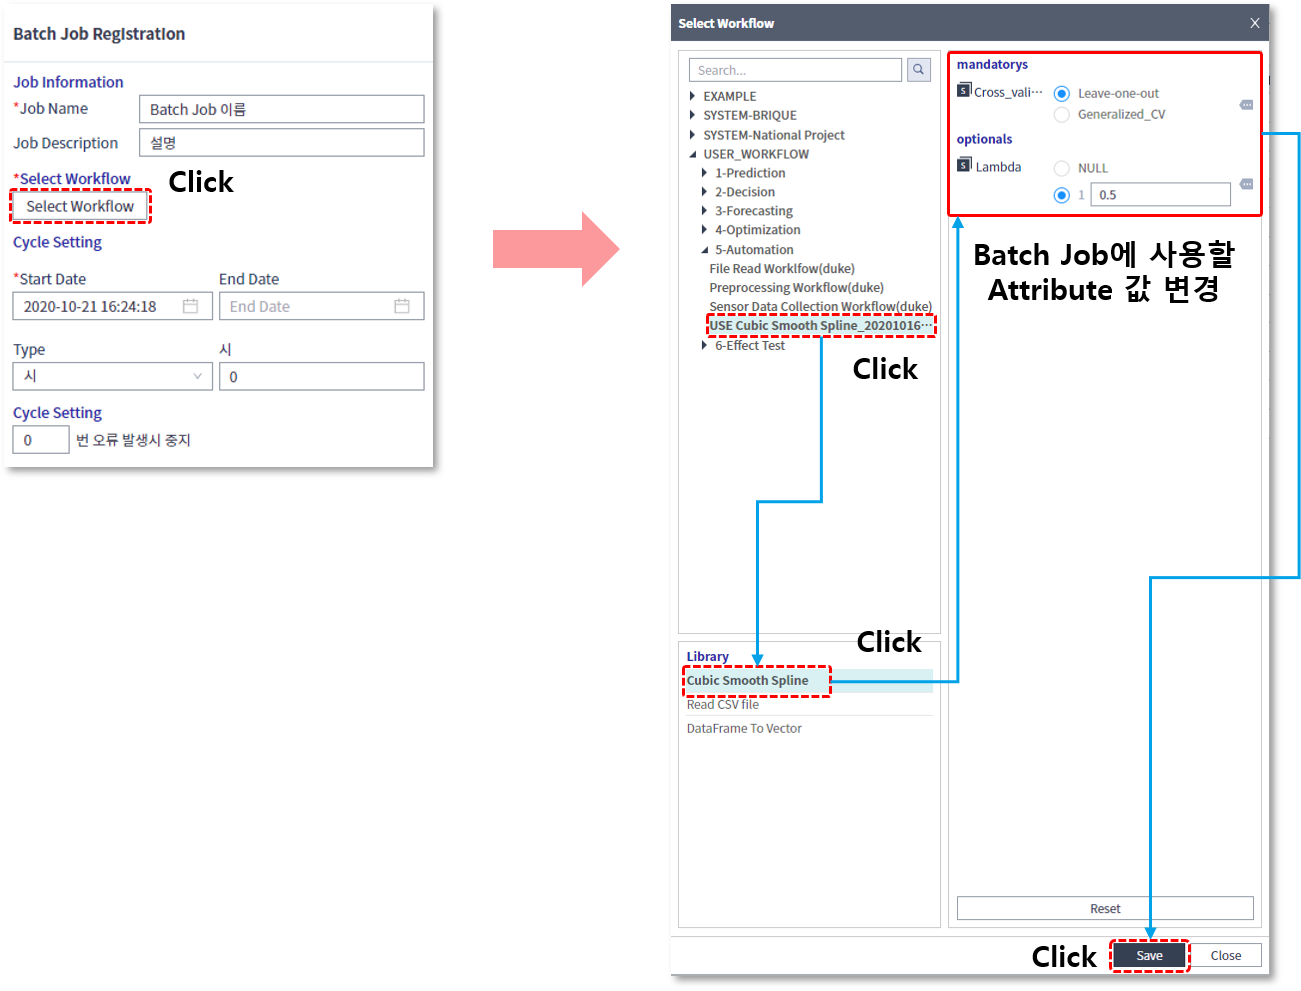 Batch Job Registration
Job Information
*Job Name
Batch Job 이름
Job Description
설명
*Select Workflow
Click
Select Workflow
Cycle Setting
*Start Date
End Date
2020-10-21 16:24:18
End Date
Type
시
시
0
Cycle Setting
0
번 오류 발생시 중지
Select Workflow
X
Search...
EXAMPLE
SYSTEM-BRIQUE
SYSTEM-National Project
USER_WORKFLOW
1-Prediction
2-Decision
3-Forecasting
4-Optimization
5-Automation
File Read Worklfow(duke)
Preprocessing Workflow(duke)
Sensor Data Collection Workflow(duke)
USE Cubic Smooth Spline_20201016···
6-Effect Test
Click
Library
Click
Cubic Smooth Spline
Read CSV file
DataFrame To Vector
mandatorys
S
Cross_vali···
Leave-one-out
Generalized_CV
optionals
S
Lambda
NULL
1
0.5
Batch Job에 사용할
Attribute 값 변경
Reset
Click
Save
Close